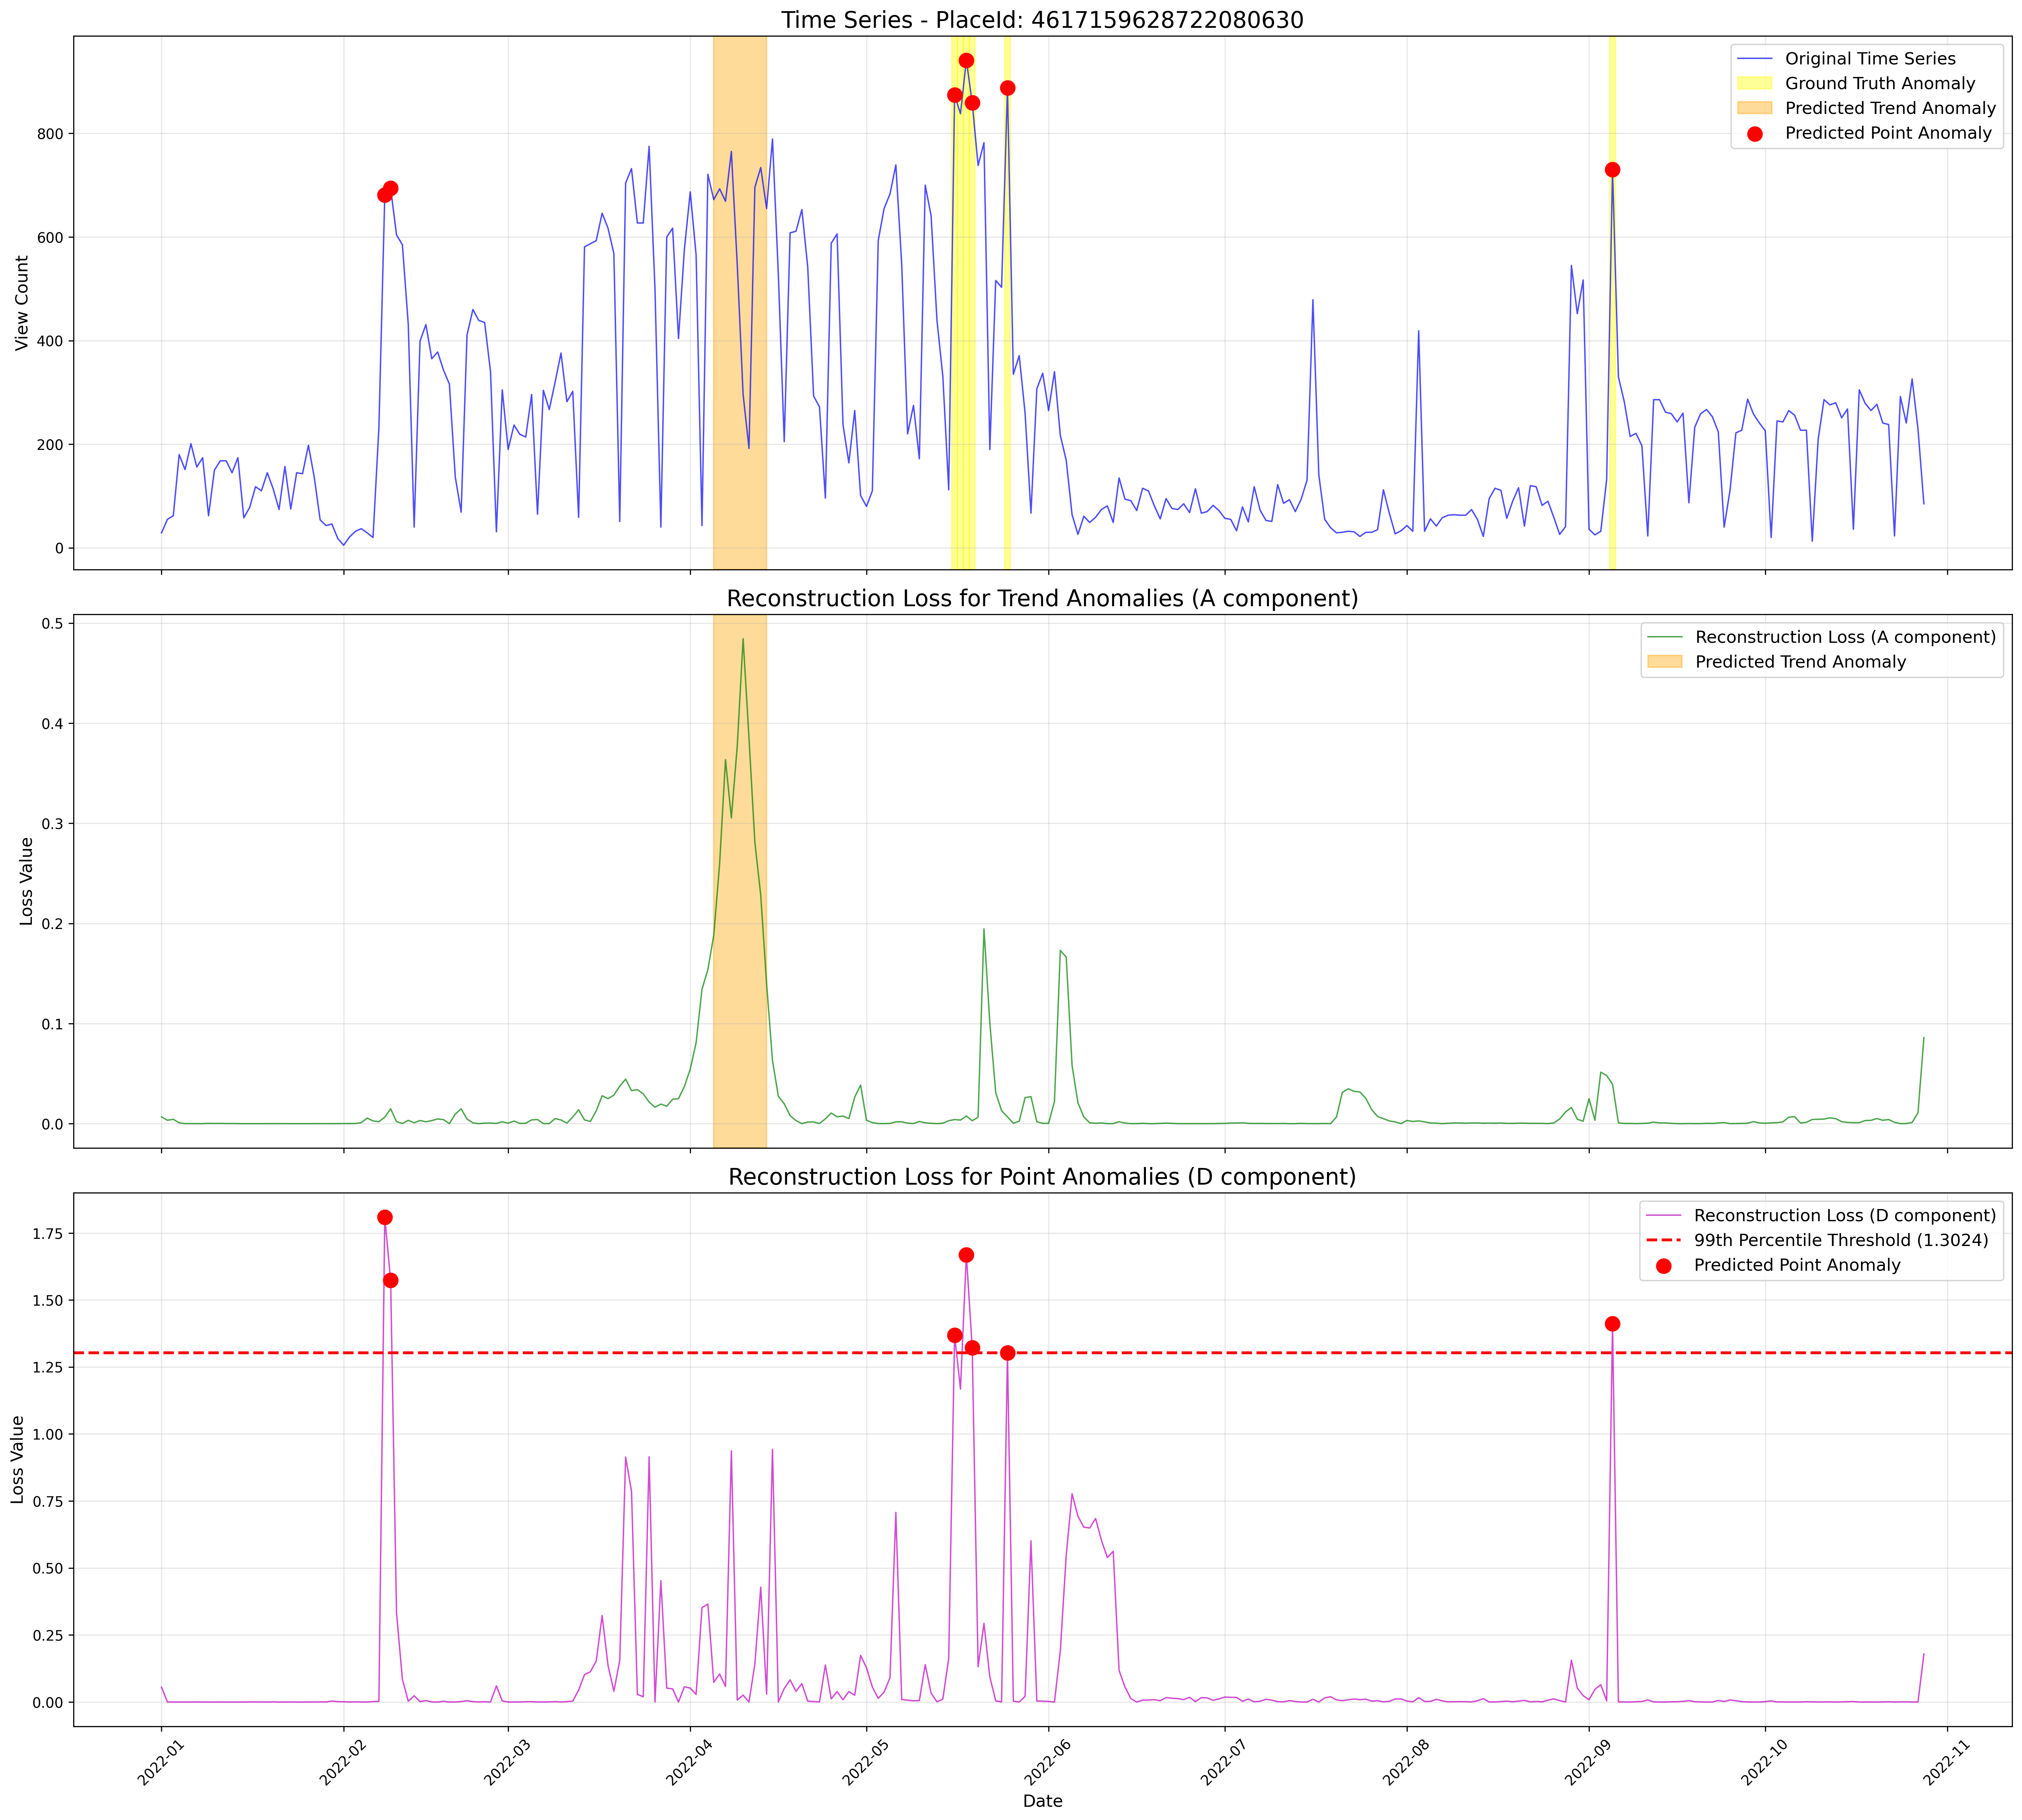 Time Series - PlaceId: 4617159628722080630
Original Time Series
Ground Truth Anomaly
Predicted Trend Anomaly
Predicted Point Anomaly
View Count
800
600
400
200
0
Reconstruction Loss for Trend Anomalies (A component)
Reconstruction Loss (A component)
Predicted Trend Anomaly
Loss Value
0.5
0.4
0.3
0.2
0.1
0.0
Reconstruction Loss for Point Anomalies (D component)
Reconstruction Loss (D component)
99th Percentile Threshold (1.3024)
Predicted Point Anomaly
Loss Value
1.75
1.50
1.25
1.00
0.75
0.50
0.25
0.00
2022-01
2022-02
2022-03
2022-04
2022-05
2022-06
2022-07
2022-08
2022-09
2022-10
2022-11
Date